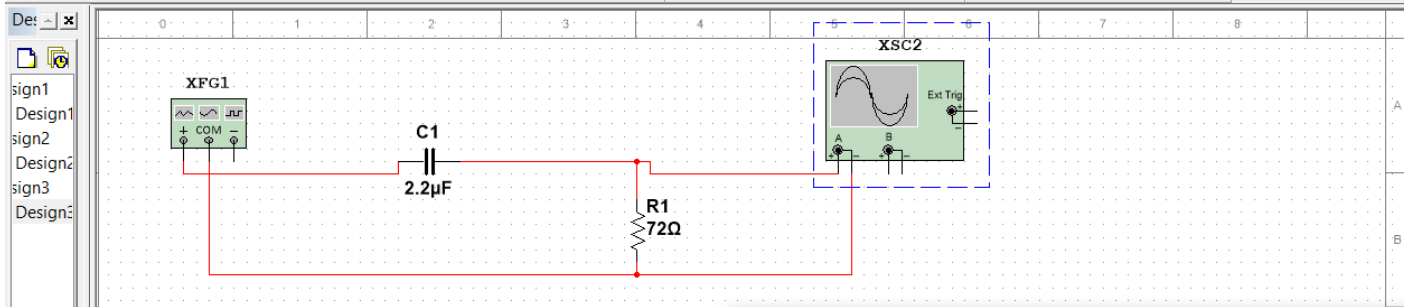 Des
0 1 2 3 4 5 6 7 8
XSC2
XFG1
sign1
Design1
sign2
Design2
sign3
Design3
+ COM −
Ext Trig
+
−
A B
+ − + −
C1
2.2µF
R1
72Ω
A
B